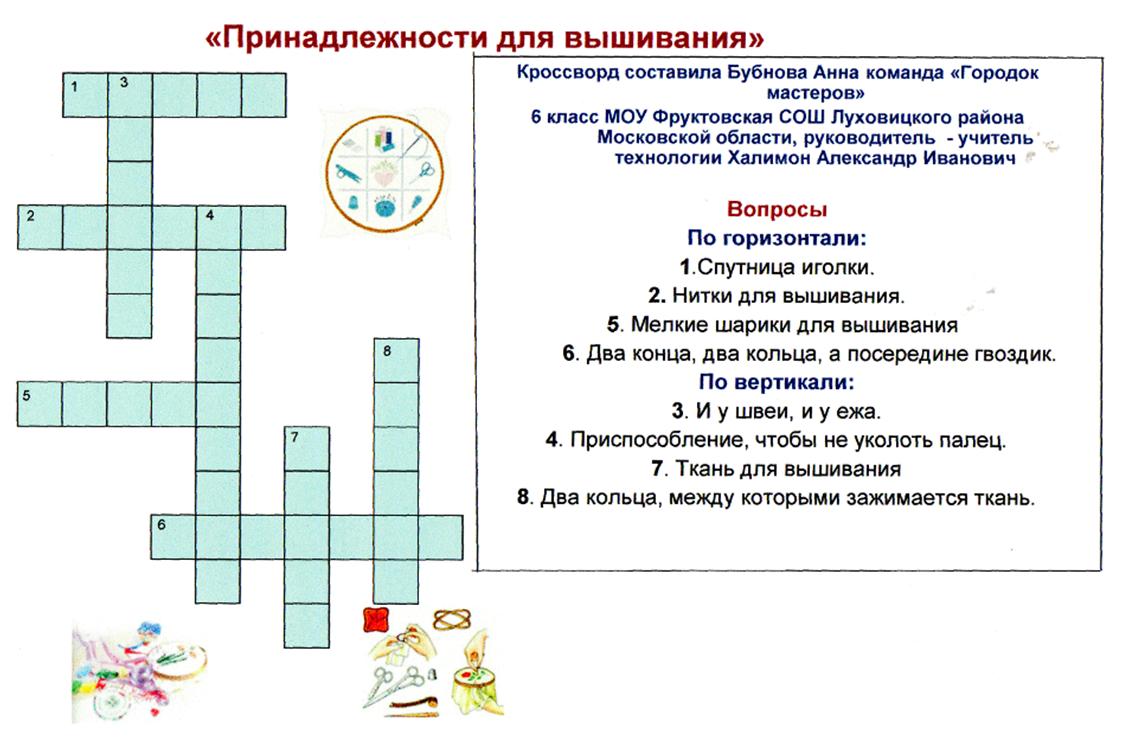 «Принадлежности для вышивания»
1
3
2
4
8
5
7
6
Кроссворд составила Бубнова Анна команда «Городок
мастеров»
6 класс МОУ Фруктовская СОШ Луховицкого района
Московской области, руководитель - учитель
технологии Халимон Александр Иванович
Вопросы
По горизонтали:
1.Спутница иголки.
2. Нитки для вышивания.
5. Мелкие шарики для вышивания
6. Два конца, два кольца, а посередине гвоздик.
По вертикали:
3. И у швеи, и у ежа.
4. Приспособление, чтобы не уколоть палец.
7. Ткань для вышивания
8. Два кольца, между которыми зажимается ткань.